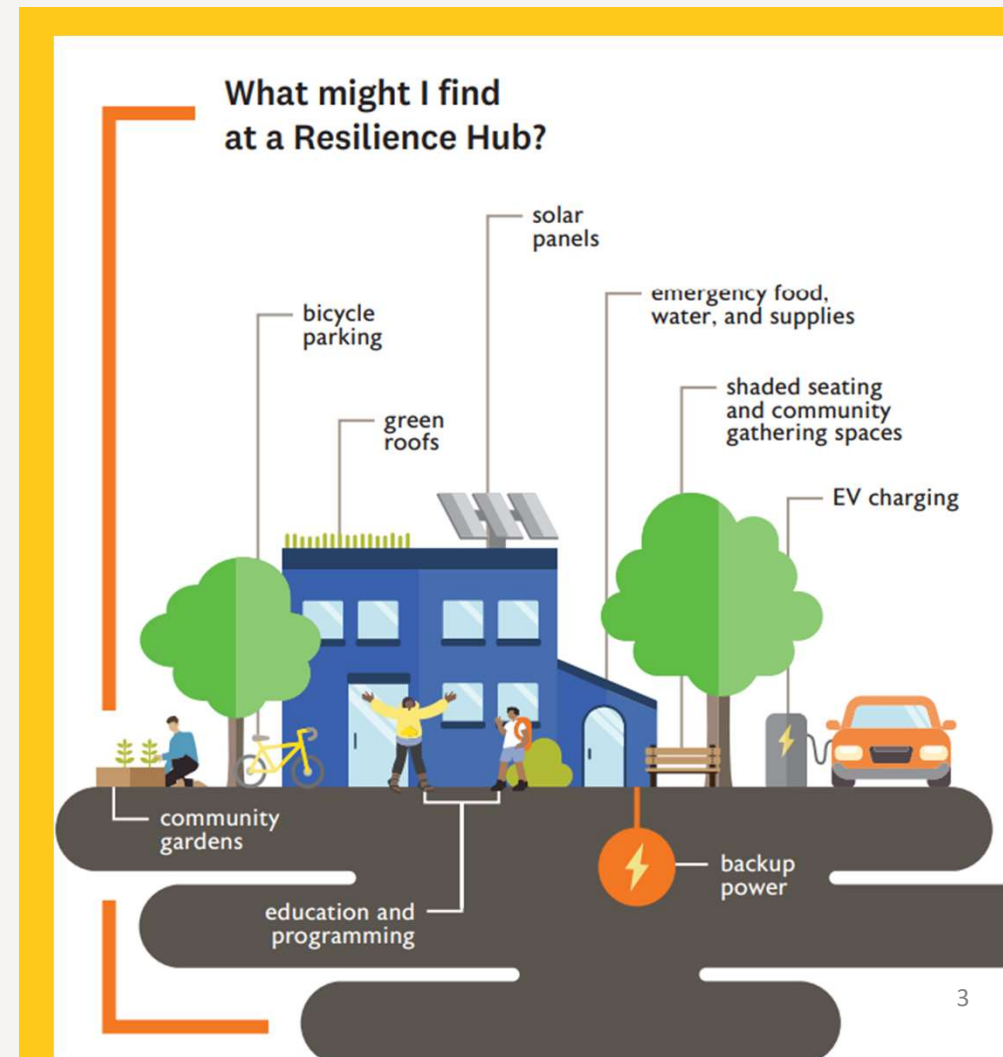 What might I find
at a Resilience Hub?
solar
panels
emergency food,
water, and supplies
bicycle
parking
shaded seating
and community
gathering spaces
green
roofs
EV charging
community
gardens
backup
power
education and
programming
3